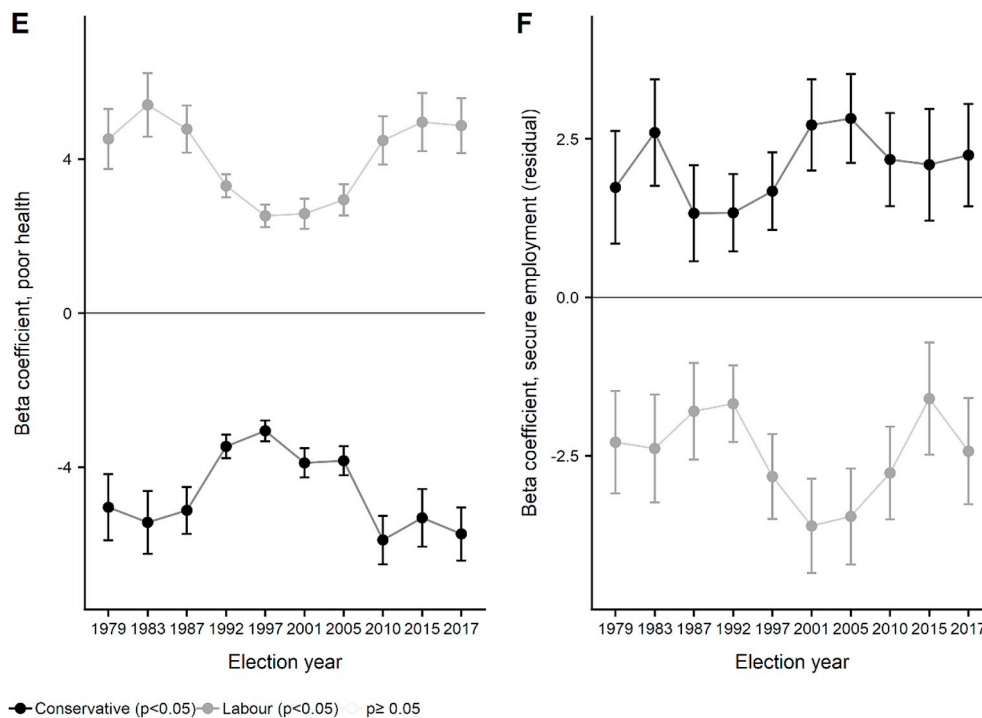 E
Beta coefficient, poor health
4
0
-4
1979 1983 1987 1992 1997 2001 2005 2010 2015 2017
Election year
F
Beta coefficient, secure employment (residual)
2.5
0.0
-2.5
1979 1983 1987 1992 1997 2001 2005 2010 2015 2017
Election year
Conservative (p<0.05) Labour (p<0.05) p≥ 0.05